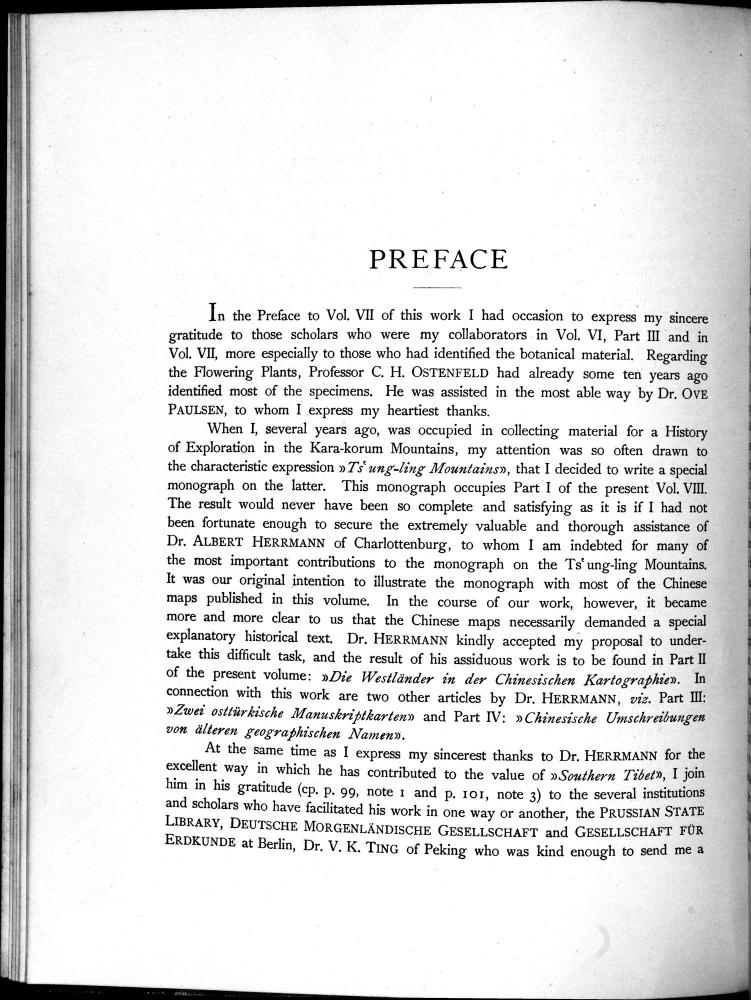 PREFACE
In the Preface to Vol. VII of this work I had occasion to express my sincere
gratitude to those scholars who were my collaborators in Vol. VI, Part III and in
Vol. VII, more especially to those who had identified the botanical material. Regarding
the Flowering Plants, Professor C. H. OSTENFELD had already some ten years ago
identified most of the specimens. He was assisted in the most able way by Dr. OVE
PAULSEN, to whom I express my heartiest thanks.
When I, several years ago, was occupied in collecting material for a History
of Exploration in the Kara-korum Mountains, my attention was so often drawn to
the characteristic expression »Tsʻung-ling Mountains», that I decided to write a special
monograph on the latter. This monograph occupies Part I of the present Vol. VIII.
The result would never have been so complete and satisfying as it is if I had not
been fortunate enough to secure the extremely valuable and thorough assistance of
Dr. ALBERT HERRMANN of Charlottenburg, to whom I am indebted for many of
the most important contributions to the monograph on the Tsʻung-ling Mountains.
It was our original intention to illustrate the monograph with most of the Chinese
maps published in this volume. In the course of our work, however, it became
more and more clear to us that the Chinese maps necessarily demanded a special
explanatory historical text. Dr. HERRMANN kindly accepted my proposal to under-
take this difficult task, and the result of his assiduous work is to be found in Part II
of the present volume: »Die Westländer in der Chinesischen Kartographie». In
connection with this work are two other articles by Dr. HERRMANN, viz. Part III:
»Zwei osttürkische Manuskriptkarten» and Part IV: »Chinesische Umschreibungen
von älteren geographischen Namen».
At the same time as I express my sincerest thanks to Dr. HERRMANN for the
excellent way in which he has contributed to the value of »Southern Tibet», I join
him in his gratitude (cp. p. 99, note 1 and p. 101, note 3) to the several institutions
and scholars who have facilitated his work in one way or another, the PRUSSIAN STATE
LIBRARY, DEUTSCHE MORGENLÄNDISCHE GESELLSCHAFT and GESELLSCHAFT FÜR
ERDKUNDE at Berlin, Dr. V. K. TING of Peking who was kind enough to send me a